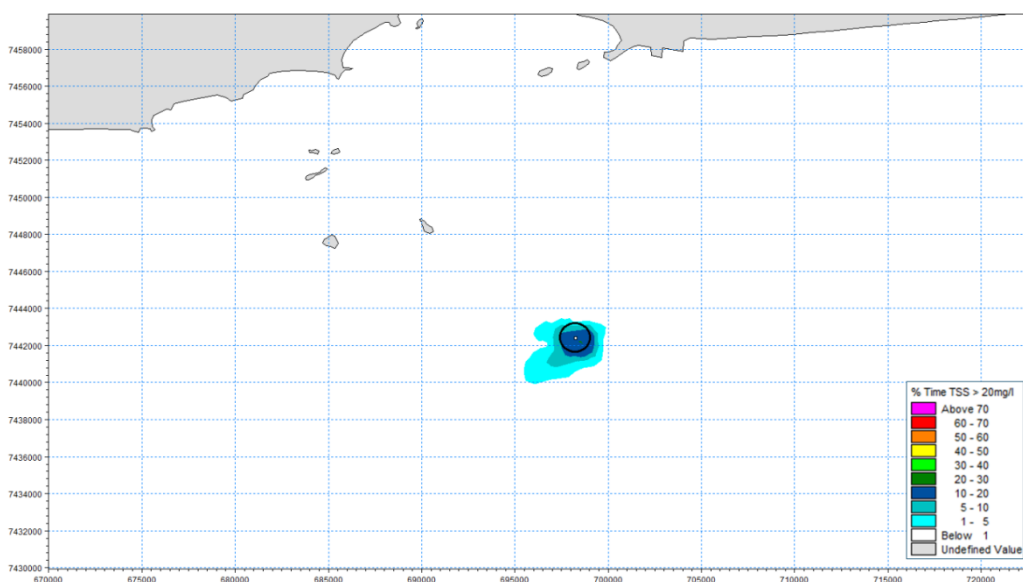 7458000
7456000
7454000
7452000
7450000
7448000
7446000
7444000
7442000
7440000
7438000
7436000
7434000
7432000
7430000
% Time TSS > 20mg/l
Above 70
60 - 70
50 - 60
40 - 50
30 - 40
20 - 30
10 - 20
5 - 10
1 - 5
Below 1
Undefined Value
670000 675000 680000 685000 690000 695000 700000 705000 710000 715000 720000